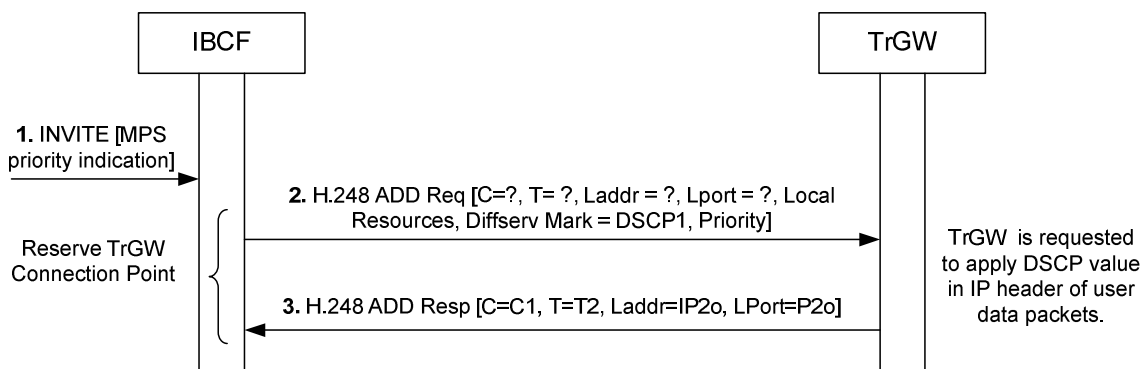 IBCF
TrGW
1. INVITE [MPS
priority indication]
2. H.248 ADD Req [C=?, T= ?, Laddr = ?, Lport = ?, Local
Resources, Diffserv Mark = DSCP1, Priority]
Reserve TrGW
Connection Point
TrGW is requested
to apply DSCP value
in IP header of user
data packets.
3. H.248 ADD Resp [C=C1, T=T2, Laddr=IP2o, LPort=P2o]